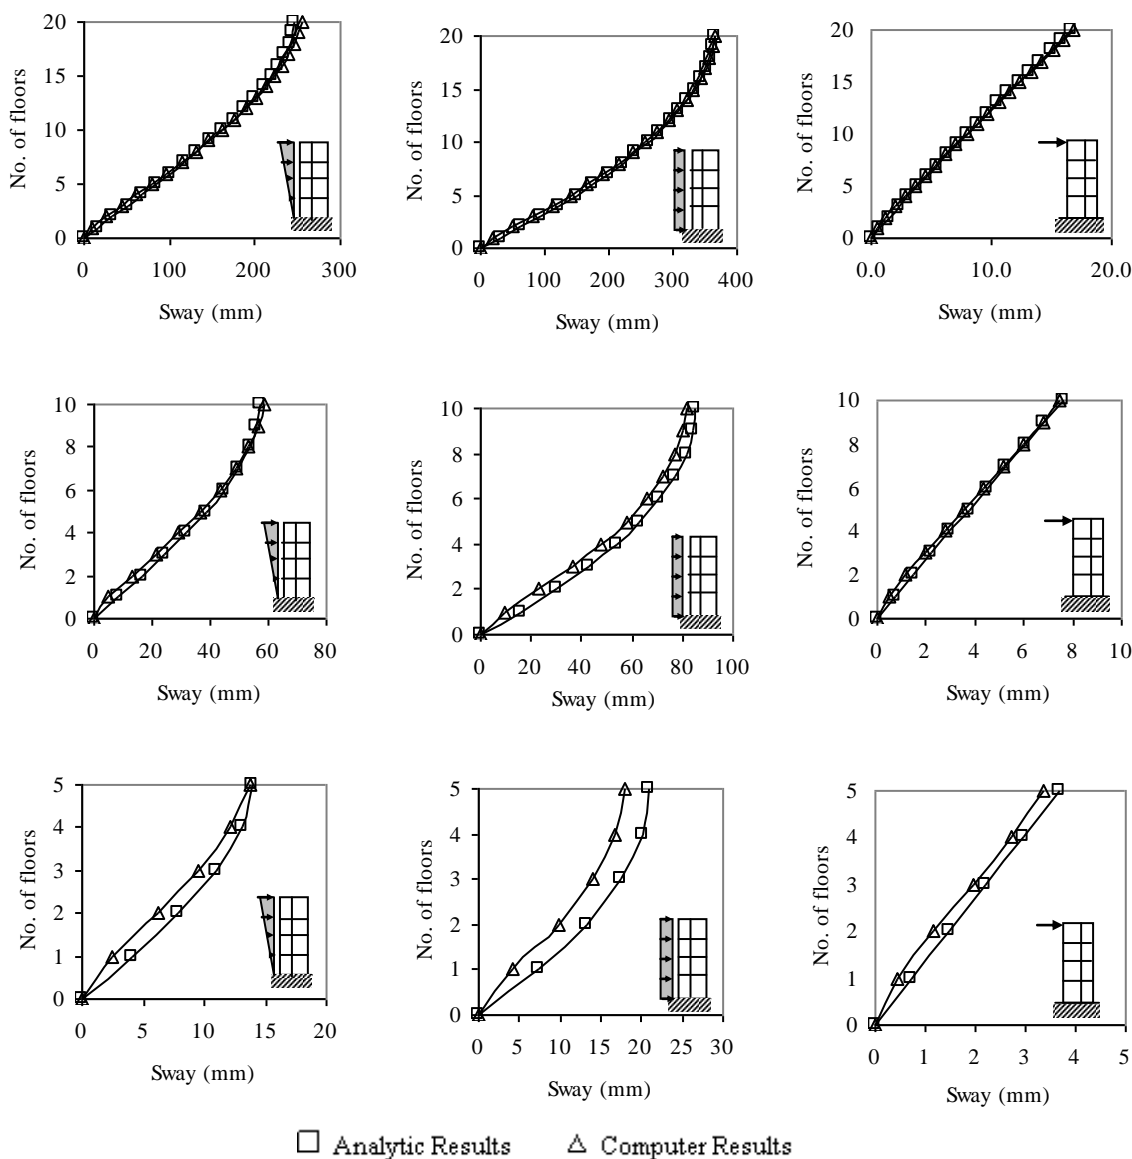 20
15
10
5
0
No. of floors
0 100 200 300
Sway (mm)
20
15
10
5
0
No. of floors
0 100 200 300 400
Sway (mm)
20
15
10
5
0
No. of floors
0.0 10.0 20.0
Sway (mm)
10
8
6
4
2
0
No. of floors
0 20 40 60 80
Sway (mm)
10
8
6
4
2
0
No. of floors
0 20 40 60 80 100
Sway (mm)
10
8
6
4
2
0
No. of floors
0 2 4 6 8 10
Sway (mm)
5
4
3
2
1
0
No. of floors
0 5 10 15 20
Sway (mm)
5
4
3
2
1
0
No. of floors
0 5 10 15 20 25 30
Sway (mm)
5
4
3
2
1
0
No. of floors
0 1 2 3 4 5
Sway (mm)
Analytic Results Computer Results